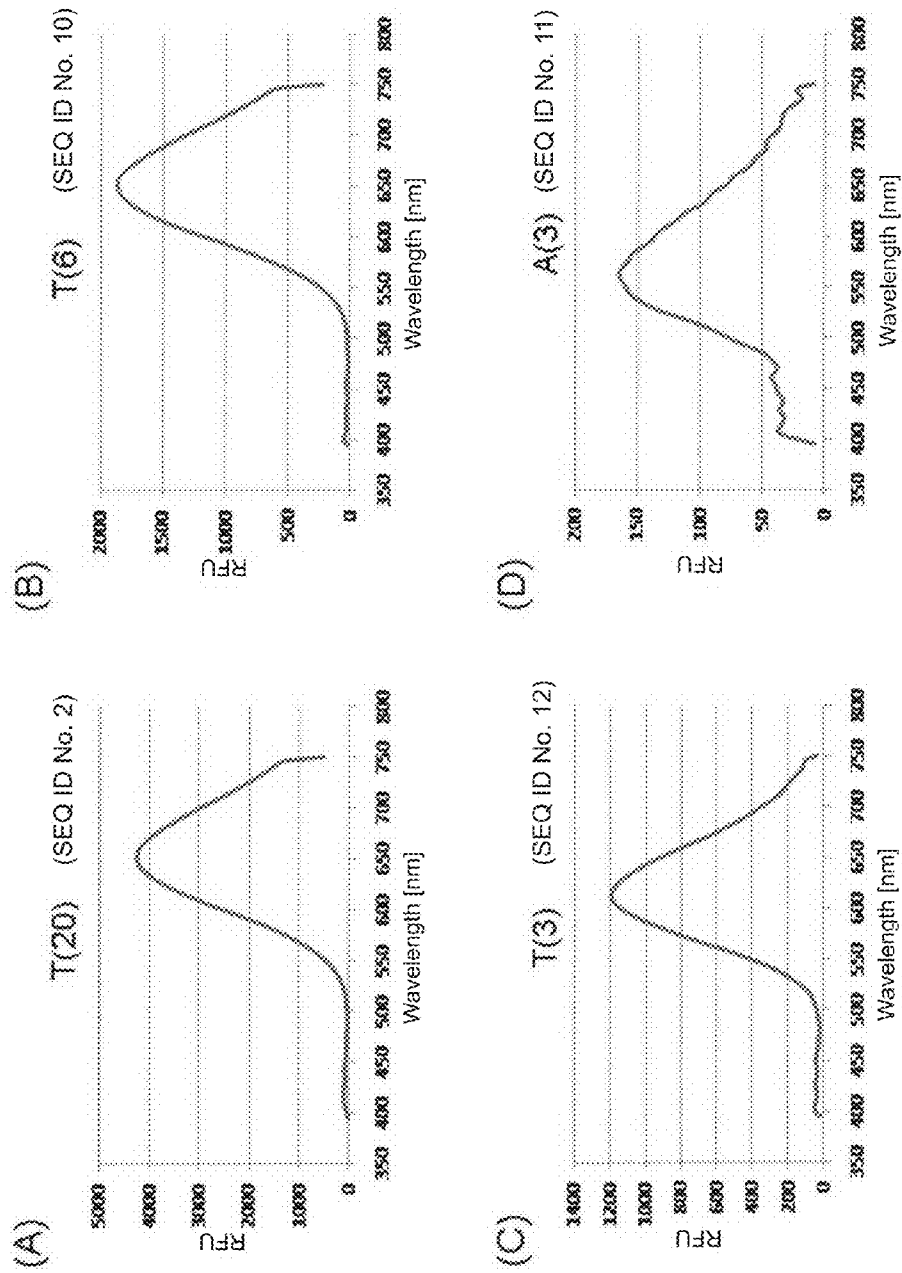 (A)
T(20) (SEQ ID No. 2)
5000
4000
3000
2000
1000
0
RFU
350 400 450 500 550 600 650 700 750 800
Wavelength [nm]
(B)
T(6) (SEQ ID No. 10)
2000
1500
1000
500
0
RFU
350 400 450 500 550 600 650 700 750 800
Wavelength [nm]
(C)
T(3) (SEQ ID No. 12)
1400
1200
1000
800
600
400
200
0
RFU
350 400 450 500 550 600 650 700 750 800
Wavelength [nm]
(D)
A(3) (SEQ ID No. 11)
200
150
100
50
0
RFU
350 400 450 500 550 600 650 700 750 800
Wavelength [nm]